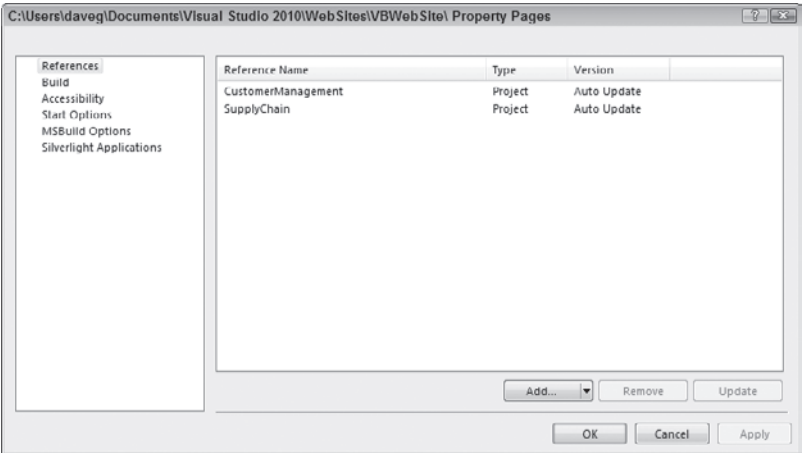 C:\Users\daveg\Documents\Visual Studio 2010\WebSites\VBWebSite\ Property Pages
References
Build
Accessibility
Start Options
MSBuild Options
Silverlight Applications
Reference Name Type Version
CustomerManagement Project Auto Update
SupplyChain Project Auto Update
Add... Remove Update
OK Cancel Apply